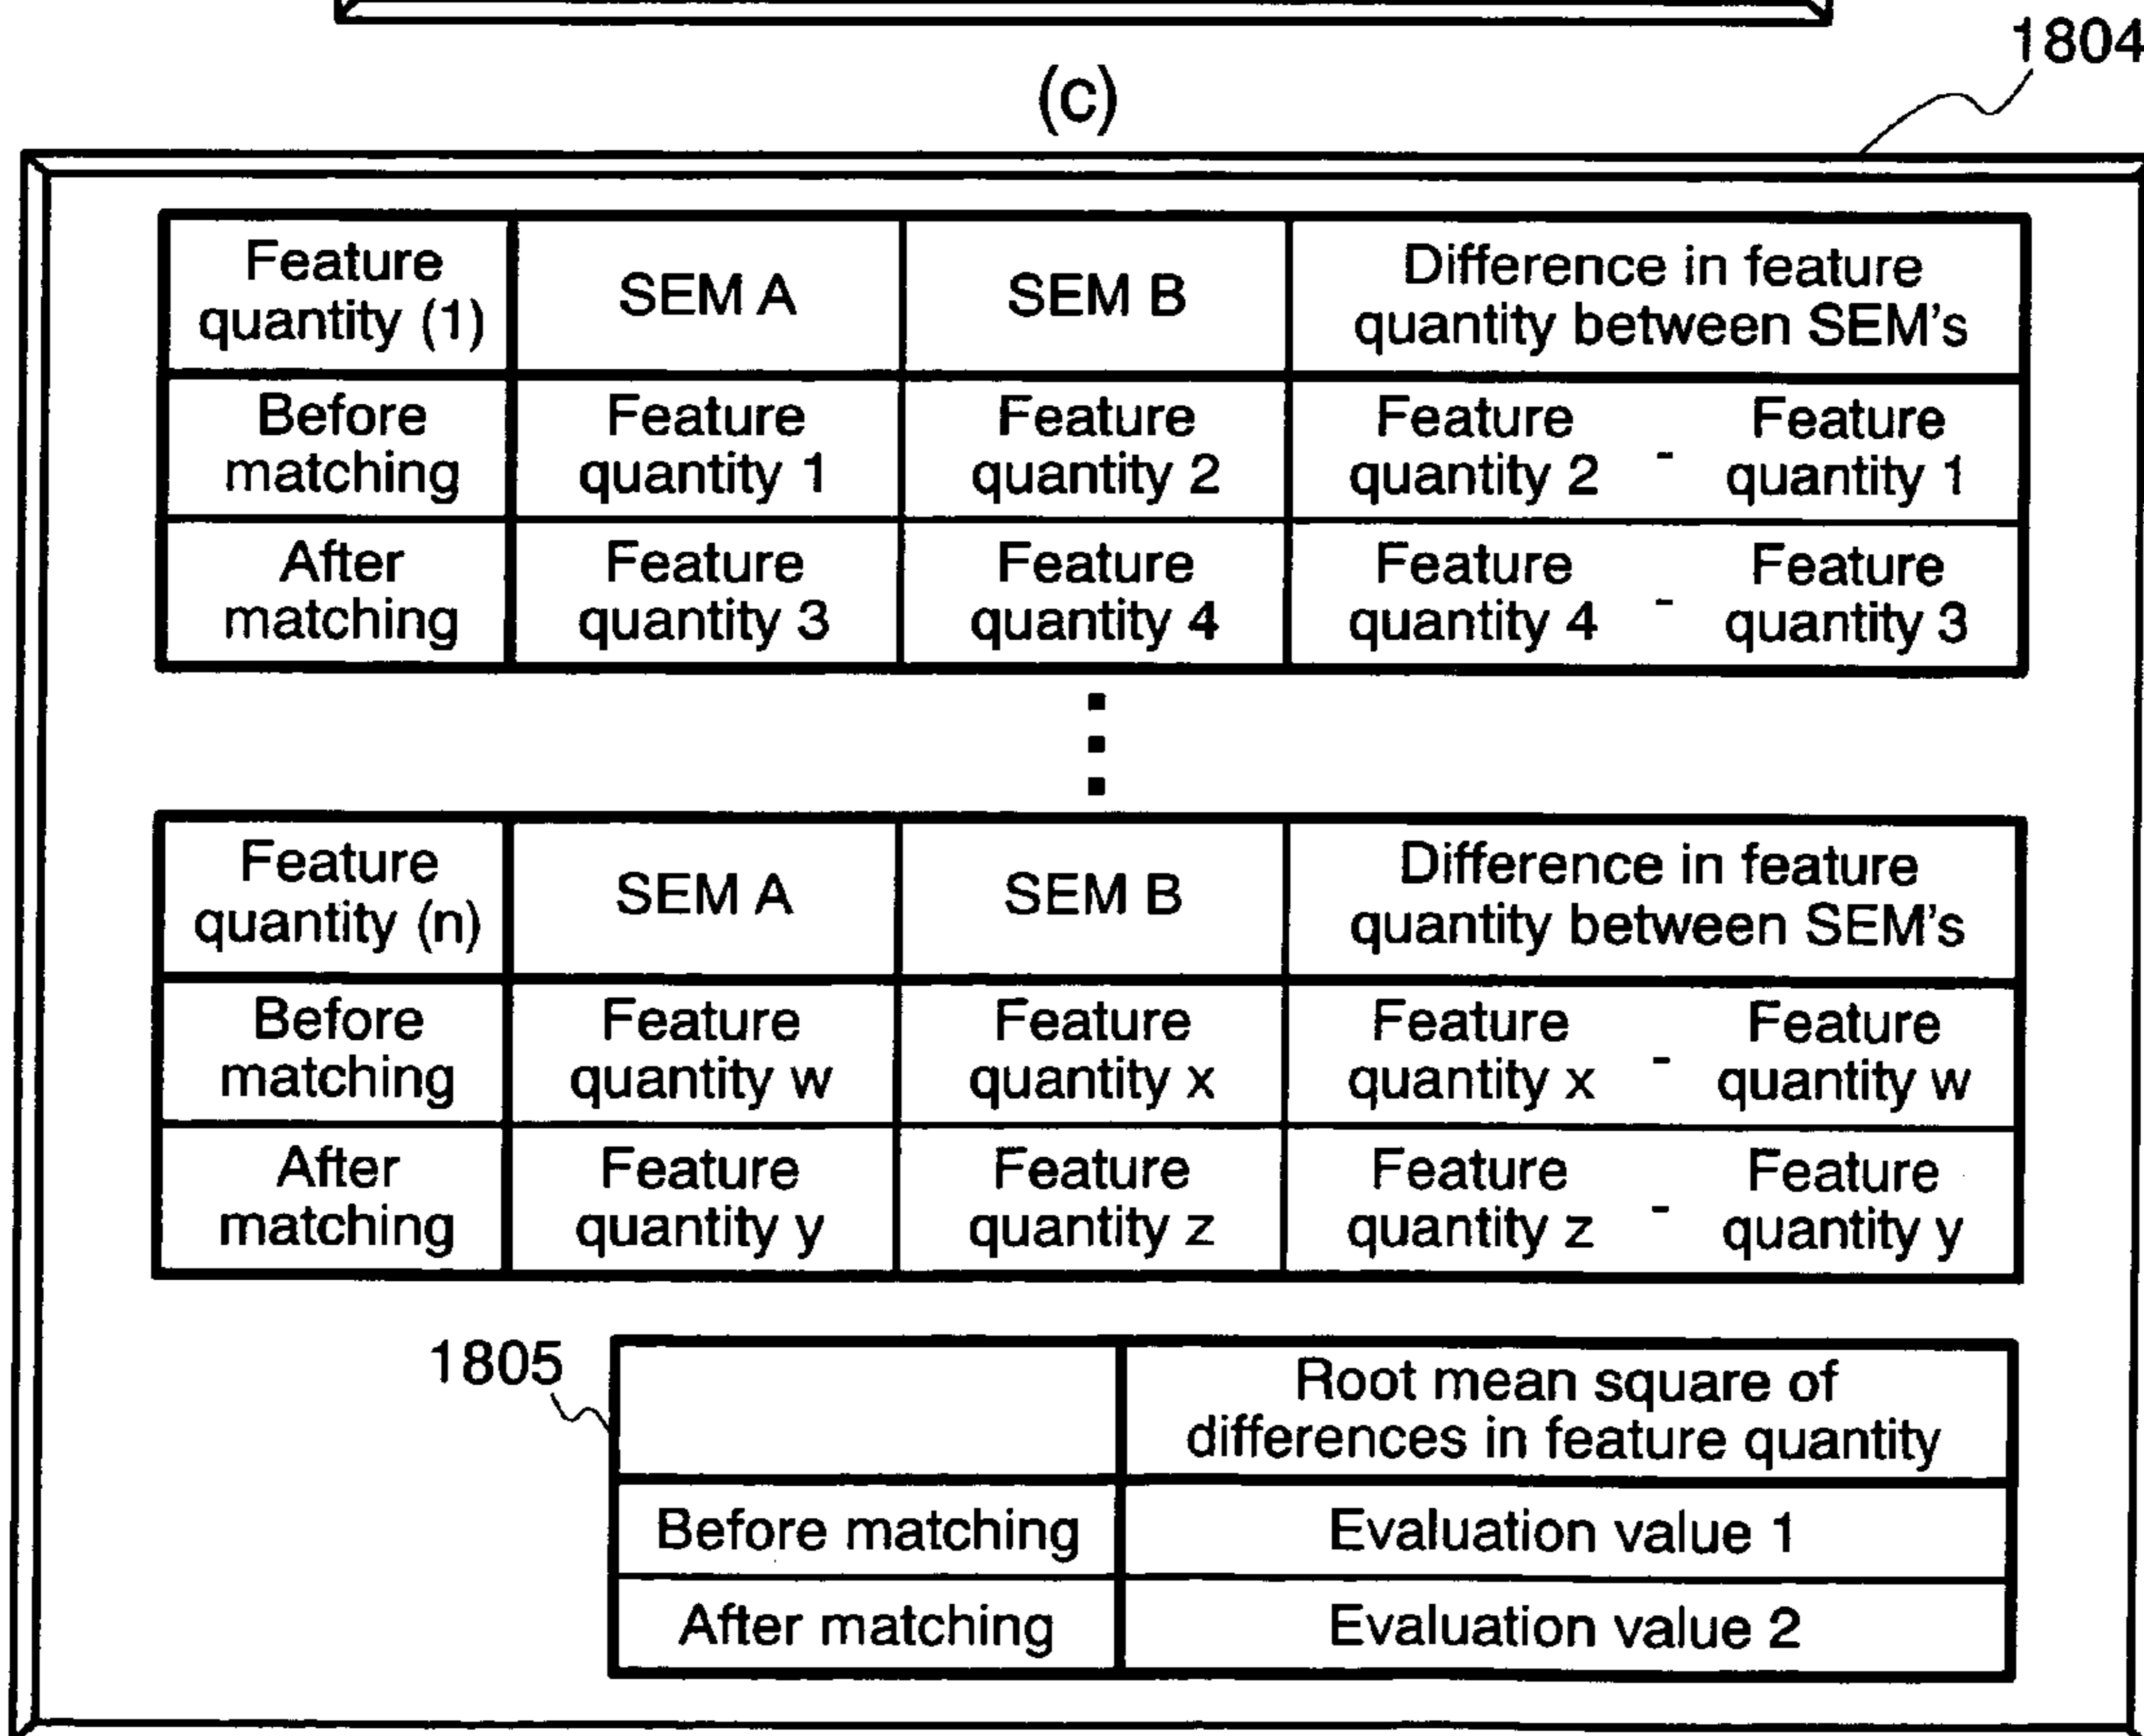 1804
(c)
Feature
quantity (1)
SEM A
SEM B
Difference in feature
quantity between SEM's
Before
matching
Feature
quantity 1
Feature
quantity 2
Feature
quantity 2
-
Feature
quantity 1
After
matching
Feature
quantity 3
Feature
quantity 4
Feature
quantity 4
-
Feature
quantity 3
Feature
quantity (n)
SEM A
SEM B
Difference in feature
quantity between SEM's
Before
matching
Feature
quantity w
Feature
quantity x
Feature
quantity x
-
Feature
quantity w
After
matching
Feature
quantity y
Feature
quantity z
Feature
quantity z
-
Feature
quantity y
1805
Root mean square of
differences in feature quantity
Before matching
Evaluation value 1
After matching
Evaluation value 2